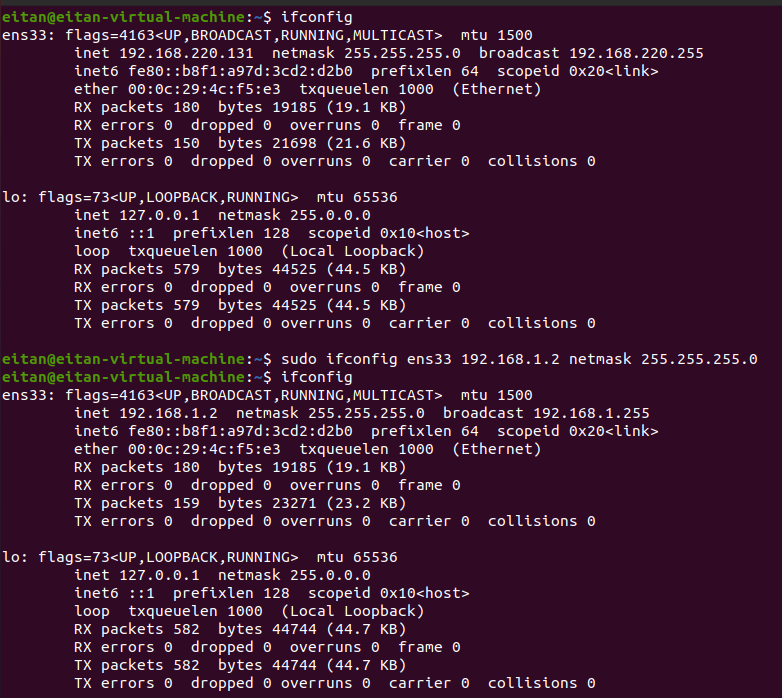 eitan@eitan-virtual-machine:~$ ifconfig
ens33: flags=4163<UP,BROADCAST,RUNNING,MULTICAST>  mtu 1500
        inet 192.168.220.131  netmask 255.255.255.0  broadcast 192.168.220.255
        inet6 fe80::b8f1:a97d:3cd2:d2b0  prefixlen 64  scopeid 0x20<link>
        ether 00:0c:29:4c:f5:e3  txqueuelen 1000  (Ethernet)
        RX packets 180  bytes 19185 (19.1 KB)
        RX errors 0  dropped 0  overruns 0  frame 0
        TX packets 150  bytes 21698 (21.6 KB)
        TX errors 0  dropped 0 overruns 0  carrier 0  collisions 0

lo: flags=73<UP,LOOPBACK,RUNNING>  mtu 65536
        inet 127.0.0.1  netmask 255.0.0.0
        inet6 ::1  prefixlen 128  scopeid 0x10<host>
        loop  txqueuelen 1000  (Local Loopback)
        RX packets 579  bytes 44525 (44.5 KB)
        RX errors 0  dropped 0  overruns 0  frame 0
        TX packets 579  bytes 44525 (44.5 KB)
        TX errors 0  dropped 0 overruns 0  carrier 0  collisions 0

eitan@eitan-virtual-machine:~$ sudo ifconfig ens33 192.168.1.2 netmask 255.255.255.0
eitan@eitan-virtual-machine:~$ ifconfig
ens33: flags=4163<UP,BROADCAST,RUNNING,MULTICAST>  mtu 1500
        inet 192.168.1.2  netmask 255.255.255.0  broadcast 192.168.1.255
        inet6 fe80::b8f1:a97d:3cd2:d2b0  prefixlen 64  scopeid 0x20<link>
        ether 00:0c:29:4c:f5:e3  txqueuelen 1000  (Ethernet)
        RX packets 180  bytes 19185 (19.1 KB)
        RX errors 0  dropped 0  overruns 0  frame 0
        TX packets 159  bytes 23271 (23.2 KB)
        TX errors 0  dropped 0 overruns 0  carrier 0  collisions 0

lo: flags=73<UP,LOOPBACK,RUNNING>  mtu 65536
        inet 127.0.0.1  netmask 255.0.0.0
        inet6 ::1  prefixlen 128  scopeid 0x10<host>
        loop  txqueuelen 1000  (Local Loopback)
        RX packets 582  bytes 44744 (44.7 KB)
        RX errors 0  dropped 0  overruns 0  frame 0
        TX packets 582  bytes 44744 (44.7 KB)
        TX errors 0  dropped 0 overruns 0  carrier 0  collisions 0